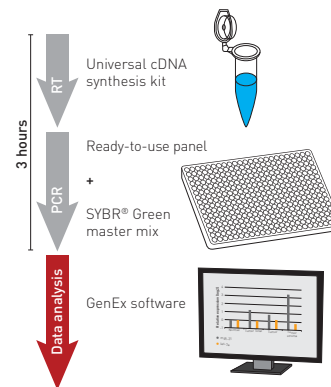 3 hours
RT
Universal cDNA
synthesis kit
PCR
Ready-to-use panel
+
SYBR® Green
master mix
Data analysis
GenEx software